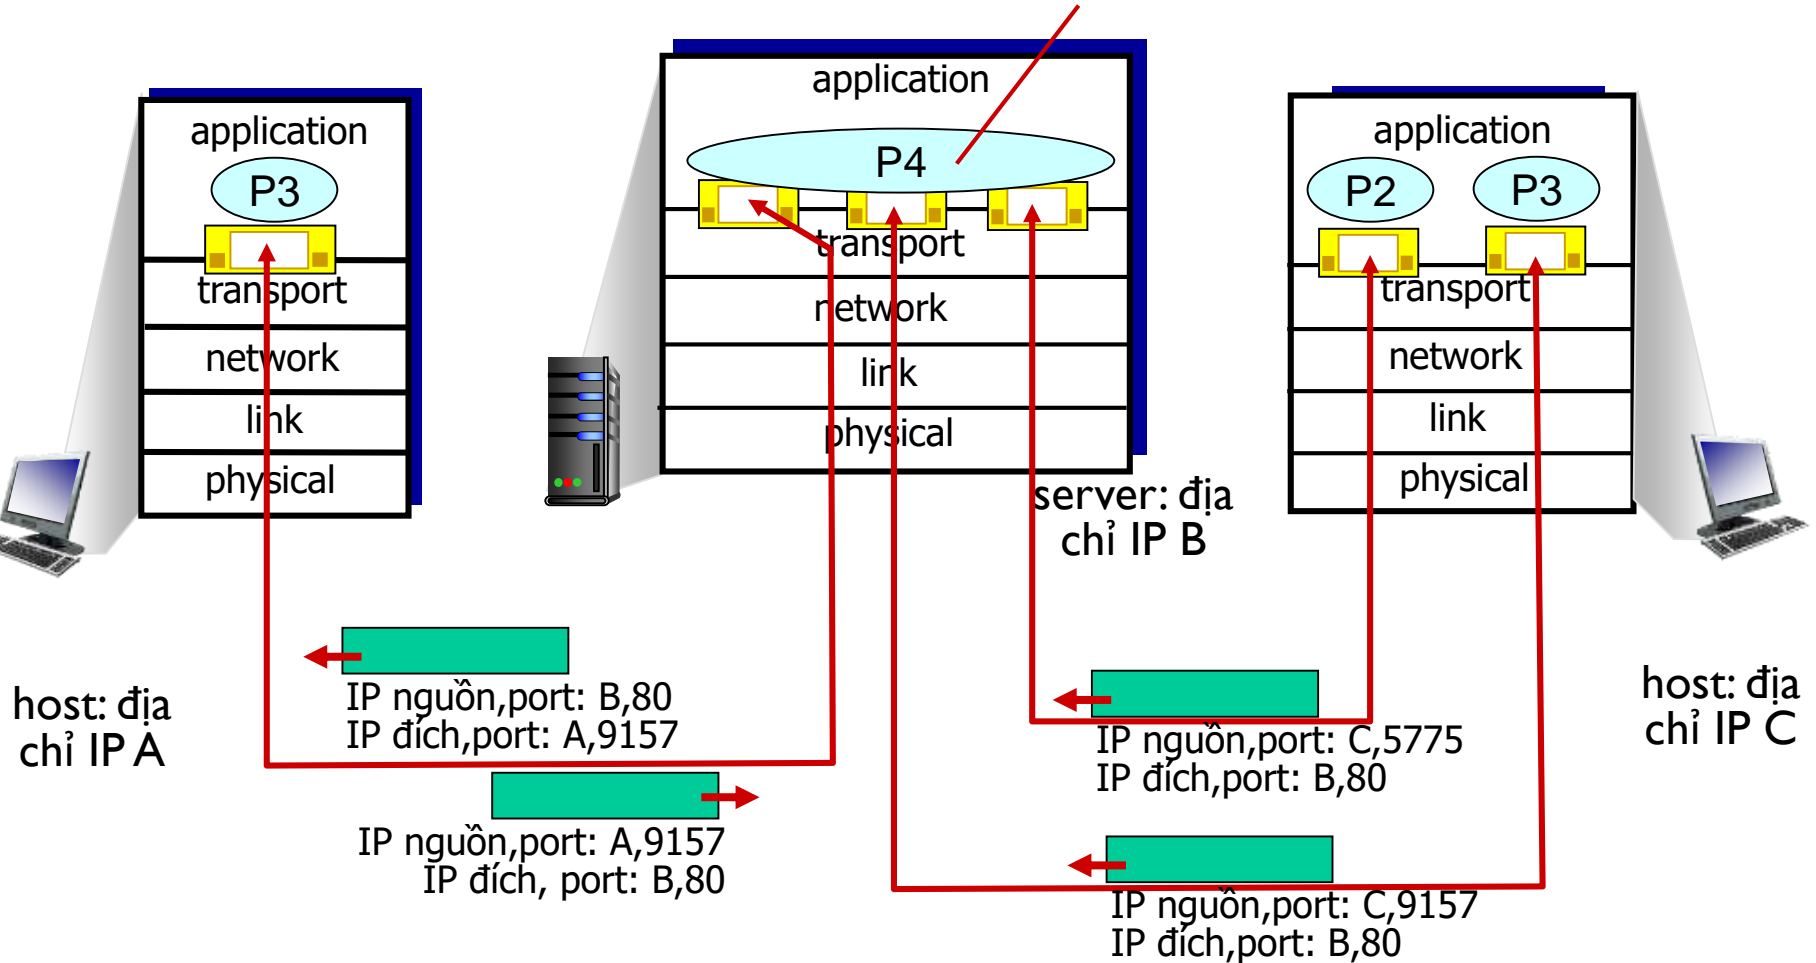 application
P3
transport
network
link
physical
application
P4
transport
network
link
physical
application
P2
P3
transport
network
link
physical
server: địa
chỉ IP B
host: địa
chỉ IP A
IP nguồn,port: B,80
IP đích,port: A,9157
IP nguồn,port: A,9157
IP đích, port: B,80
IP nguồn,port: C,5775
IP đích,port: B,80
IP nguồn,port: C,9157
IP đích,port: B,80
host: địa
chỉ IP C